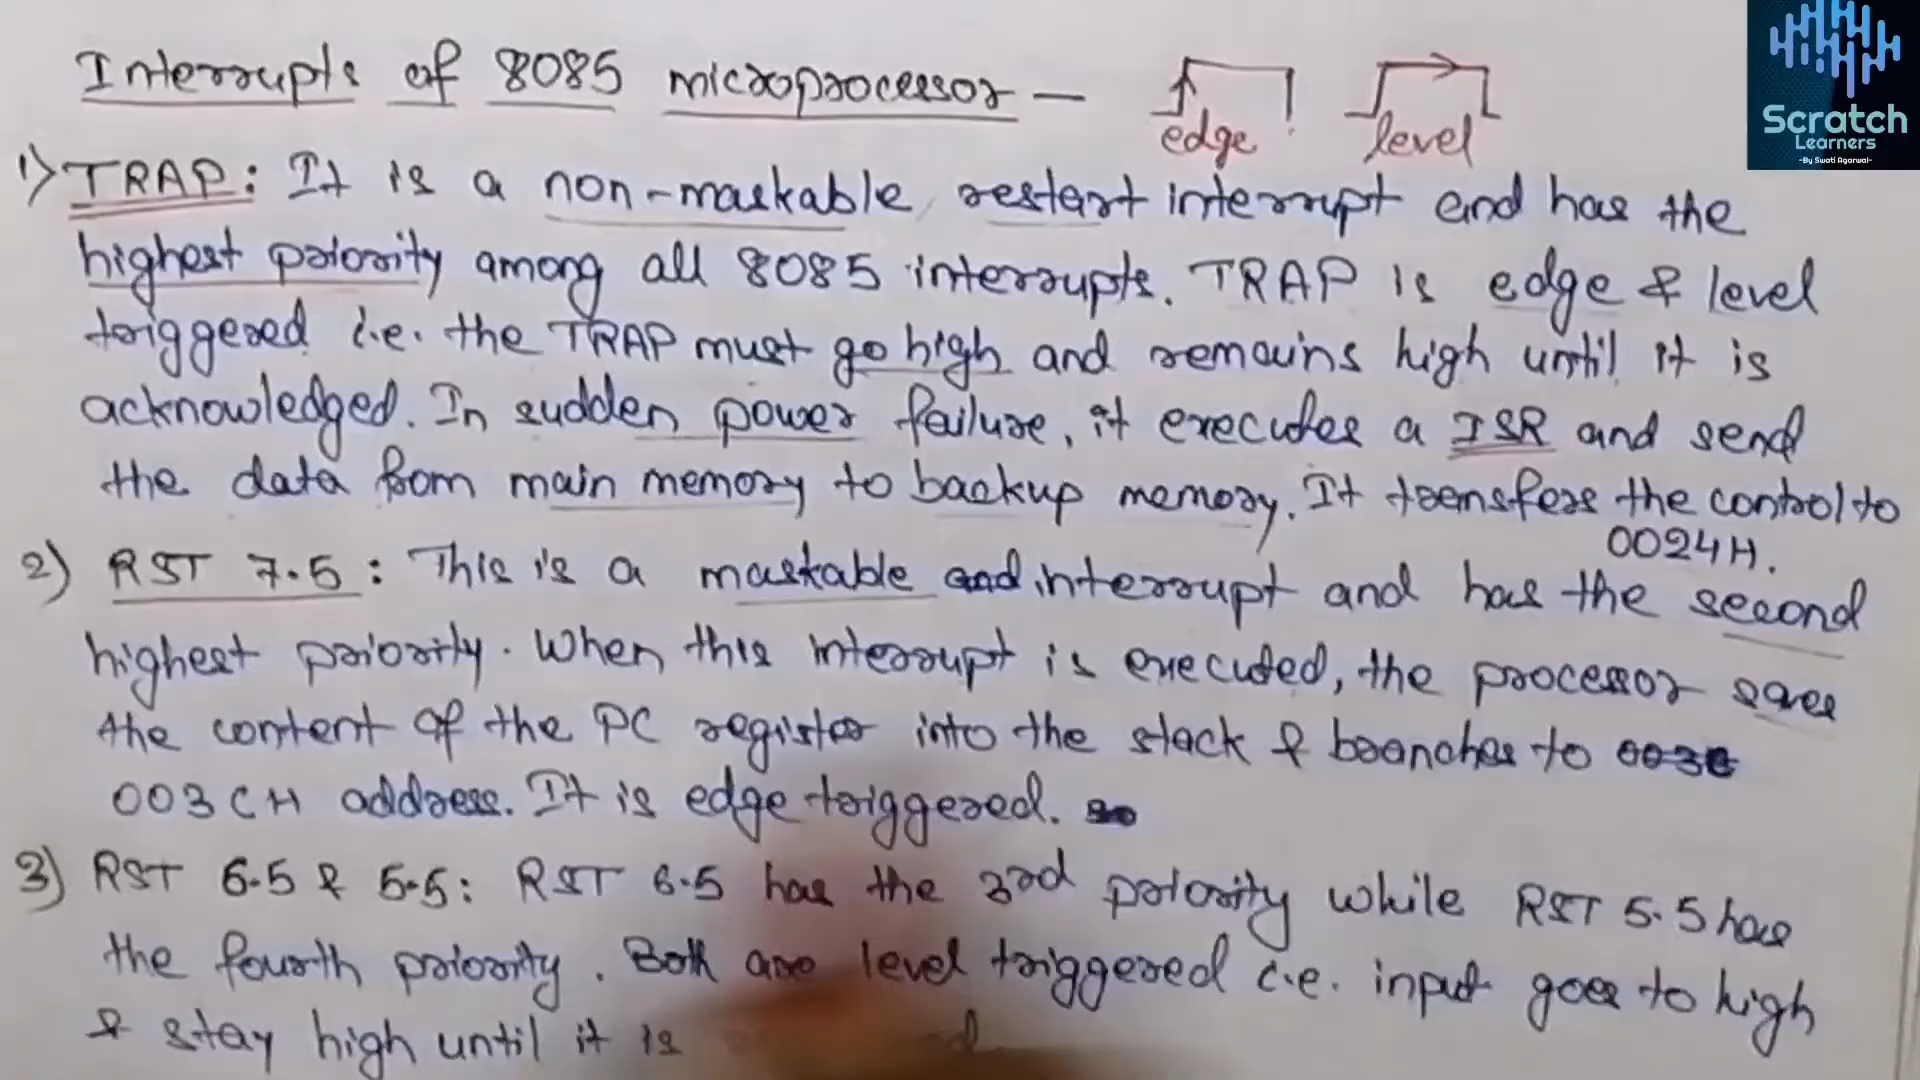 Interrupts of 8085 microprocessor —
edge level
Scratch
Learners
-By Swati Agarwal-
1) TRAP: It is a non-maskable, restart interrupt and has the
highest priority among all 8085 interrupts. TRAP is edge & level
triggered i.e. the TRAP must go high and remains high until it is
acknowledged. In sudden power failure, it executes a ISR and send
the data from main memory to backup memory. It transfers the control to
0024H.
2) RST 7.5: This is a maskable interrupt and has the second
highest priority. When this interrupt is executed, the processor saves
the content of the PC register into the stack & branches to
003CH address. It is edge triggered.
3) RST 6.5 & 5.5: RST 6.5 has the 3rd priority while RST 5.5 has
the fourth priority. Both are level triggered i.e. input goes to high
& stay high until it is